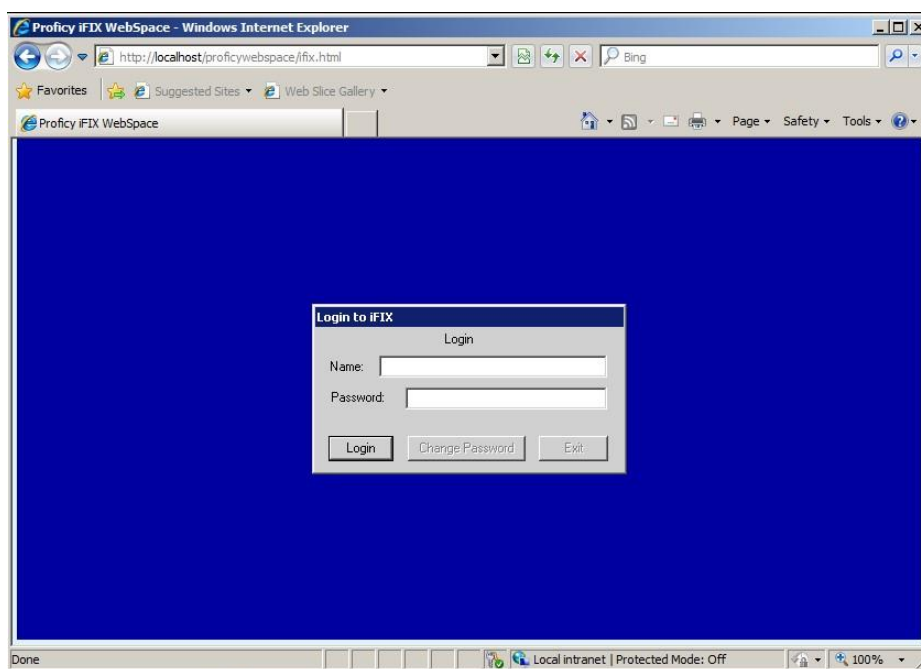 Proficy iFIX WebSpace - Windows Internet Explorer
http://localhost/proficywebspace/ifix.html
Bing
Favorites
Suggested Sites
Web Slice Gallery
Proficy iFIX WebSpace
Page
Safety
Tools
Login to iFIX
Login
Name:
Password:
Login
Change Password
Exit
Done
Local intranet | Protected Mode: Off
100%